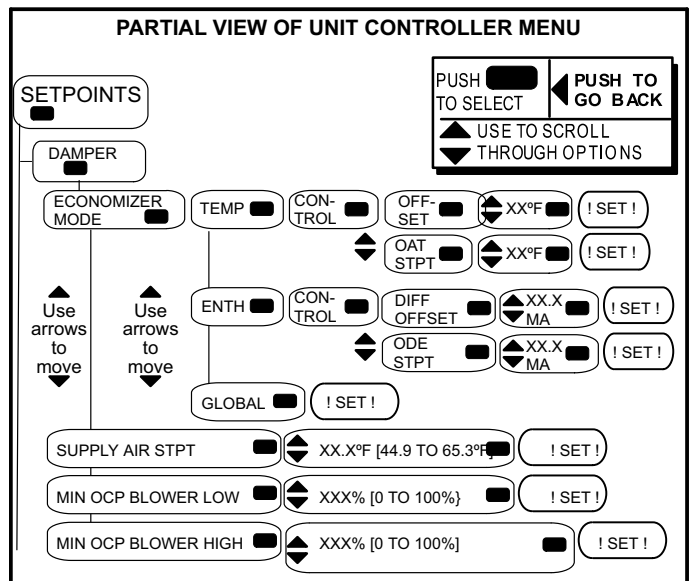 PARTIAL VIEW OF UNIT CONTROLLER MENU
PUSH
TO SELECT
PUSH TO
GO BACK
USE TO SCROLL
THROUGH OPTIONS
SETPOINTS
DAMPER
ECONOMIZER
MODE
TEMP
CON-
TROL
OFF-
SET
XXºF
! SET !
OAT
STPT
XXºF
! SET !
ENTH
CON-
TROL
DIFF
OFFSET
XX.X
MA
! SET !
ODE
STPT
XX.X
MA
! SET !
Use
arrows
to
move
Use
arrows
to
move
GLOBAL
! SET !
SUPPLY AIR STPT
XX.XºF [44.9 TO 65.3ºF]
! SET !
MIN OCP BLOWER LOW
XXX% [0 TO 100%}
! SET !
MIN OCP BLOWER HIGH
XXX% [0 TO 100%]
! SET !